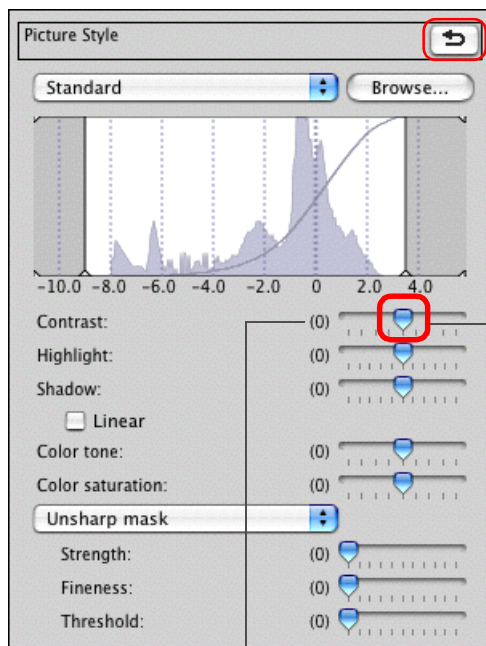 Picture Style
Standard Browse...
-10.0 -8.0 -6.0 -4.0 -2.0 0 2.0 4.0
Contrast: (0)
Highlight: (0)
Shadow: (0)
Linear
Color tone: (0)
Color saturation: (0)
Unsharp mask
Strength: (0)
Fineness: (0)
Threshold: (0)